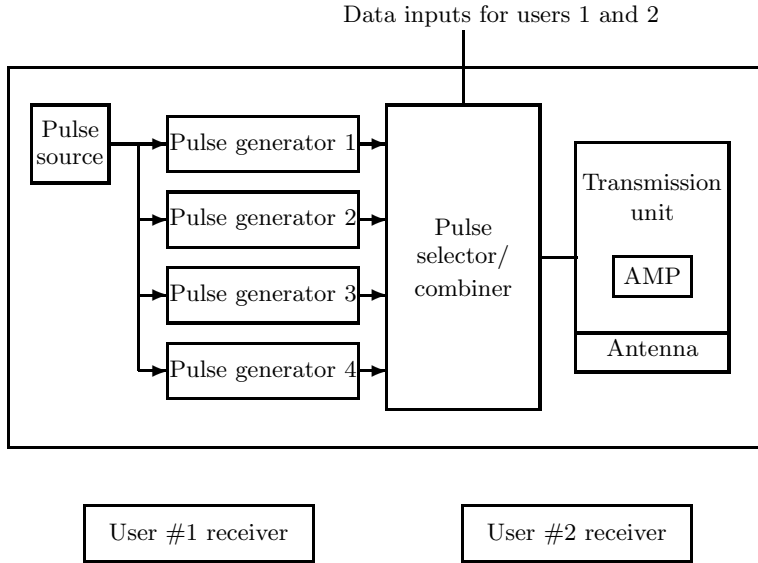 Data inputs for users 1 and 2
Pulse
source
Pulse generator 1
Pulse generator 2
Pulse generator 3
Pulse generator 4
Pulse
selector/
combiner
Transmission
unit
AMP
Antenna
User #1 receiver
User #2 receiver